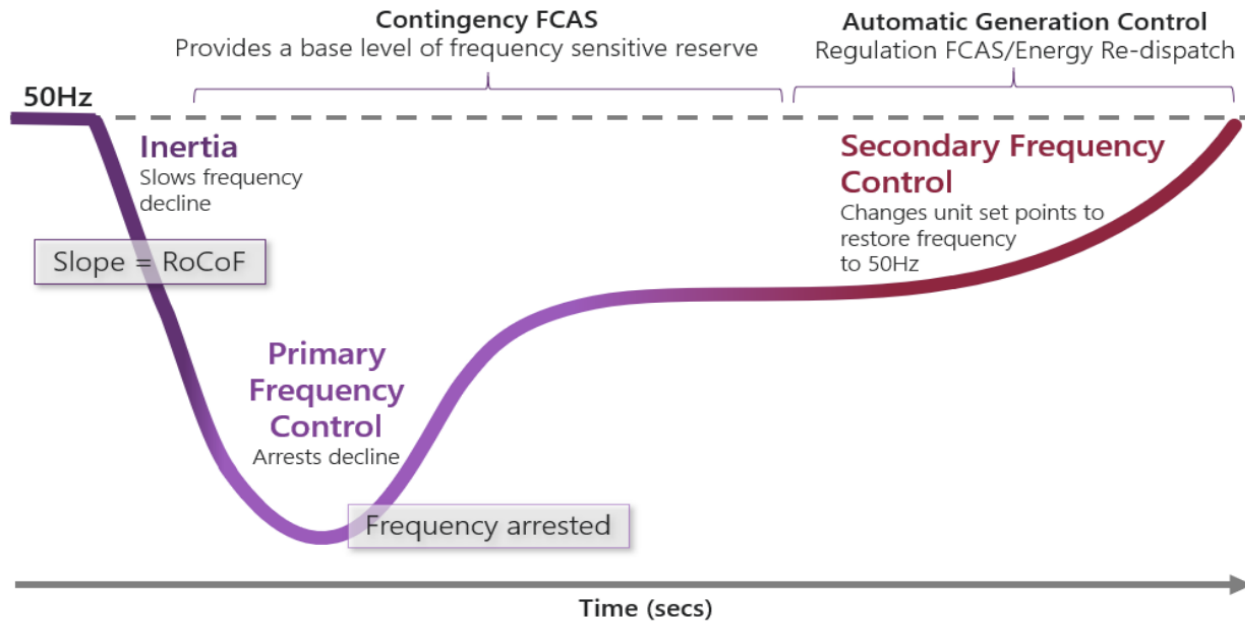 Contingency FCAS
Provides a base level of frequency sensitive reserve
Automatic Generation Control
Regulation FCAS/Energy Re-dispatch
50Hz
Inertia
Slows frequency
decline
Slope = RoCoF
Primary
Frequency
Control
Arrests decline
Frequency arrested
Secondary Frequency
Control
Changes unit set points to
restore frequency
to 50Hz
Time (secs)